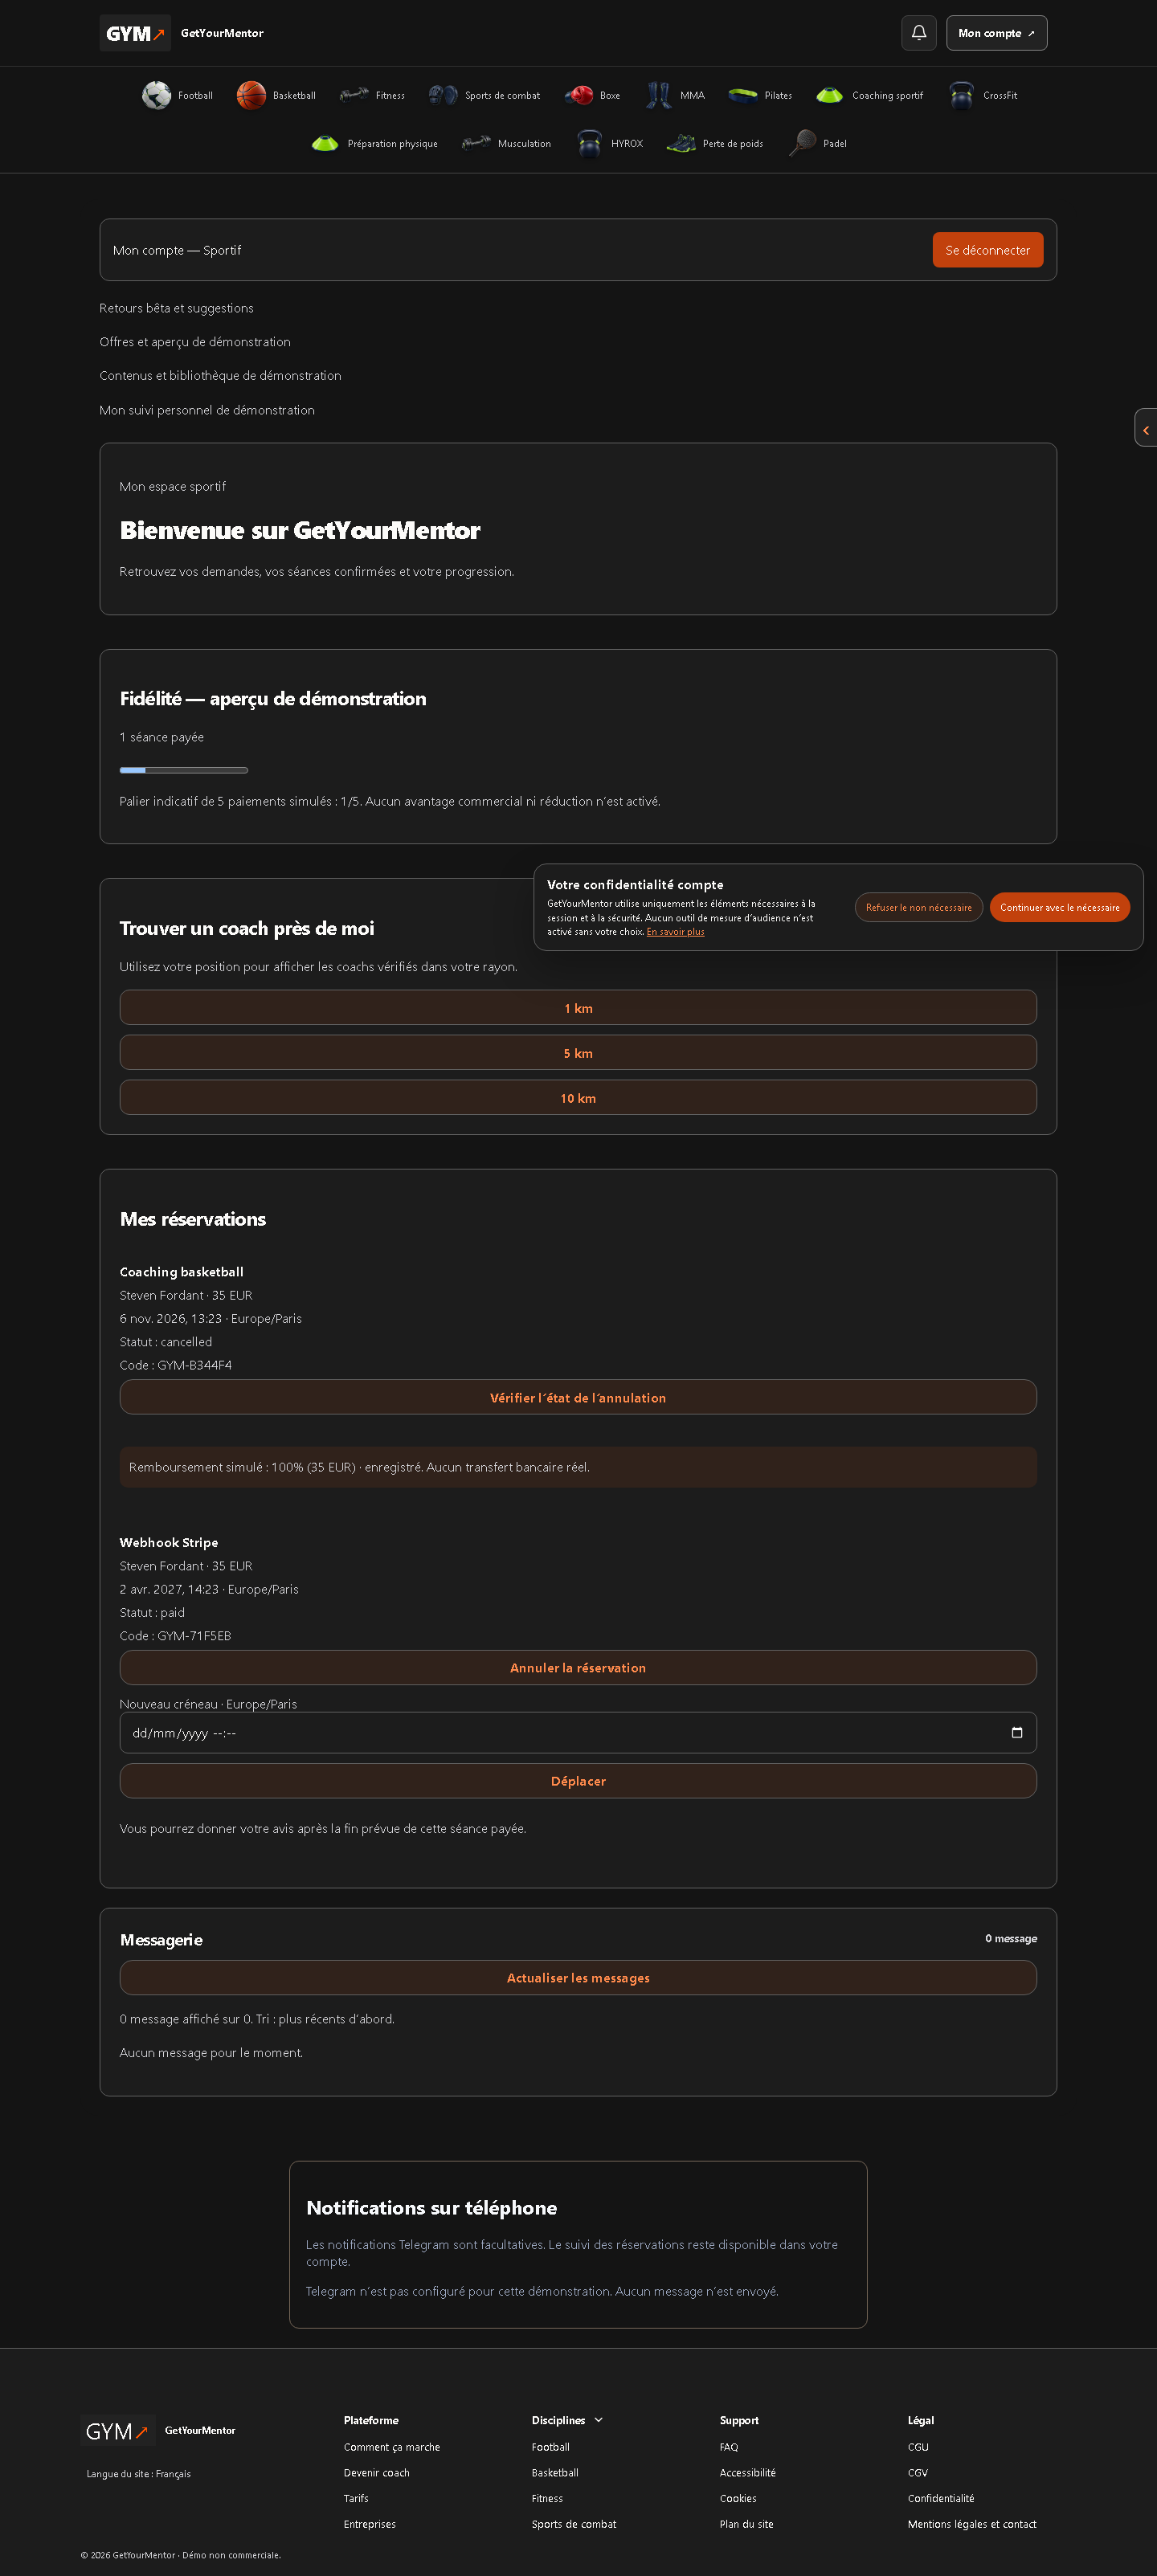 GYM↗ GetYourMentor
Mon compte ↗
Football
Basketball
Fitness
Sports de combat
Boxe
MMA
Pilates
Coaching sportif
CrossFit
Préparation physique
Musculation
HYROX
Perte de poids
Padel
Mon compte — Sportif
Se déconnecter
Retours bêta et suggestions
Offres et aperçu de démonstration
Contenus et bibliothèque de démonstration
Mon suivi personnel de démonstration
Mon espace sportif
Bienvenue sur GetYourMentor
Retrouvez vos demandes, vos séances confirmées et votre progression.
Fidélité — aperçu de démonstration
1 séance payée
Palier indicatif de 5 paiements simulés : 1/5. Aucun avantage commercial ni réduction n’est activé.
Votre confidentialité compte
GetYourMentor utilise uniquement les éléments nécessaires à la
session et à la sécurité. Aucun outil de mesure d’audience n’est
activé sans votre choix. En savoir plus
Refuser le non nécessaire
Continuer avec le nécessaire
Trouver un coach près de moi
Utilisez votre position pour afficher les coachs vérifiés dans votre rayon.
1 km
5 km
10 km
Mes réservations
Coaching basketball
Steven Fordant · 35 EUR
6 nov. 2026, 13:23 · Europe/Paris
Statut : cancelled
Code : GYM-B344F4
Vérifier l’état de l’annulation
Remboursement simulé : 100% (35 EUR) · enregistré. Aucun transfert bancaire réel.
Webhook Stripe
Steven Fordant · 35 EUR
2 avr. 2027, 14:23 · Europe/Paris
Statut : paid
Code : GYM-71F5EB
Annuler la réservation
Nouveau créneau · Europe/Paris
dd/mm/yyyy --:--
Déplacer
Vous pourrez donner votre avis après la fin prévue de cette séance payée.
Messagerie
0 message
Actualiser les messages
0 message affiché sur 0. Tri : plus récents d’abord.
Aucun message pour le moment.
Notifications sur téléphone
Les notifications Telegram sont facultatives. Le suivi des réservations reste disponible dans votre
compte.
Telegram n’est pas configuré pour cette démonstration. Aucun message n’est envoyé.
GYM↗ GetYourMentor
Langue du site : Français
Plateforme
Comment ça marche
Devenir coach
Tarifs
Entreprises
Disciplines
Football
Basketball
Fitness
Sports de combat
Support
FAQ
Accessibilité
Cookies
Plan du site
Légal
CGU
CGV
Confidentialité
Mentions légales et contact
© 2026 GetYourMentor · Démo non commerciale.